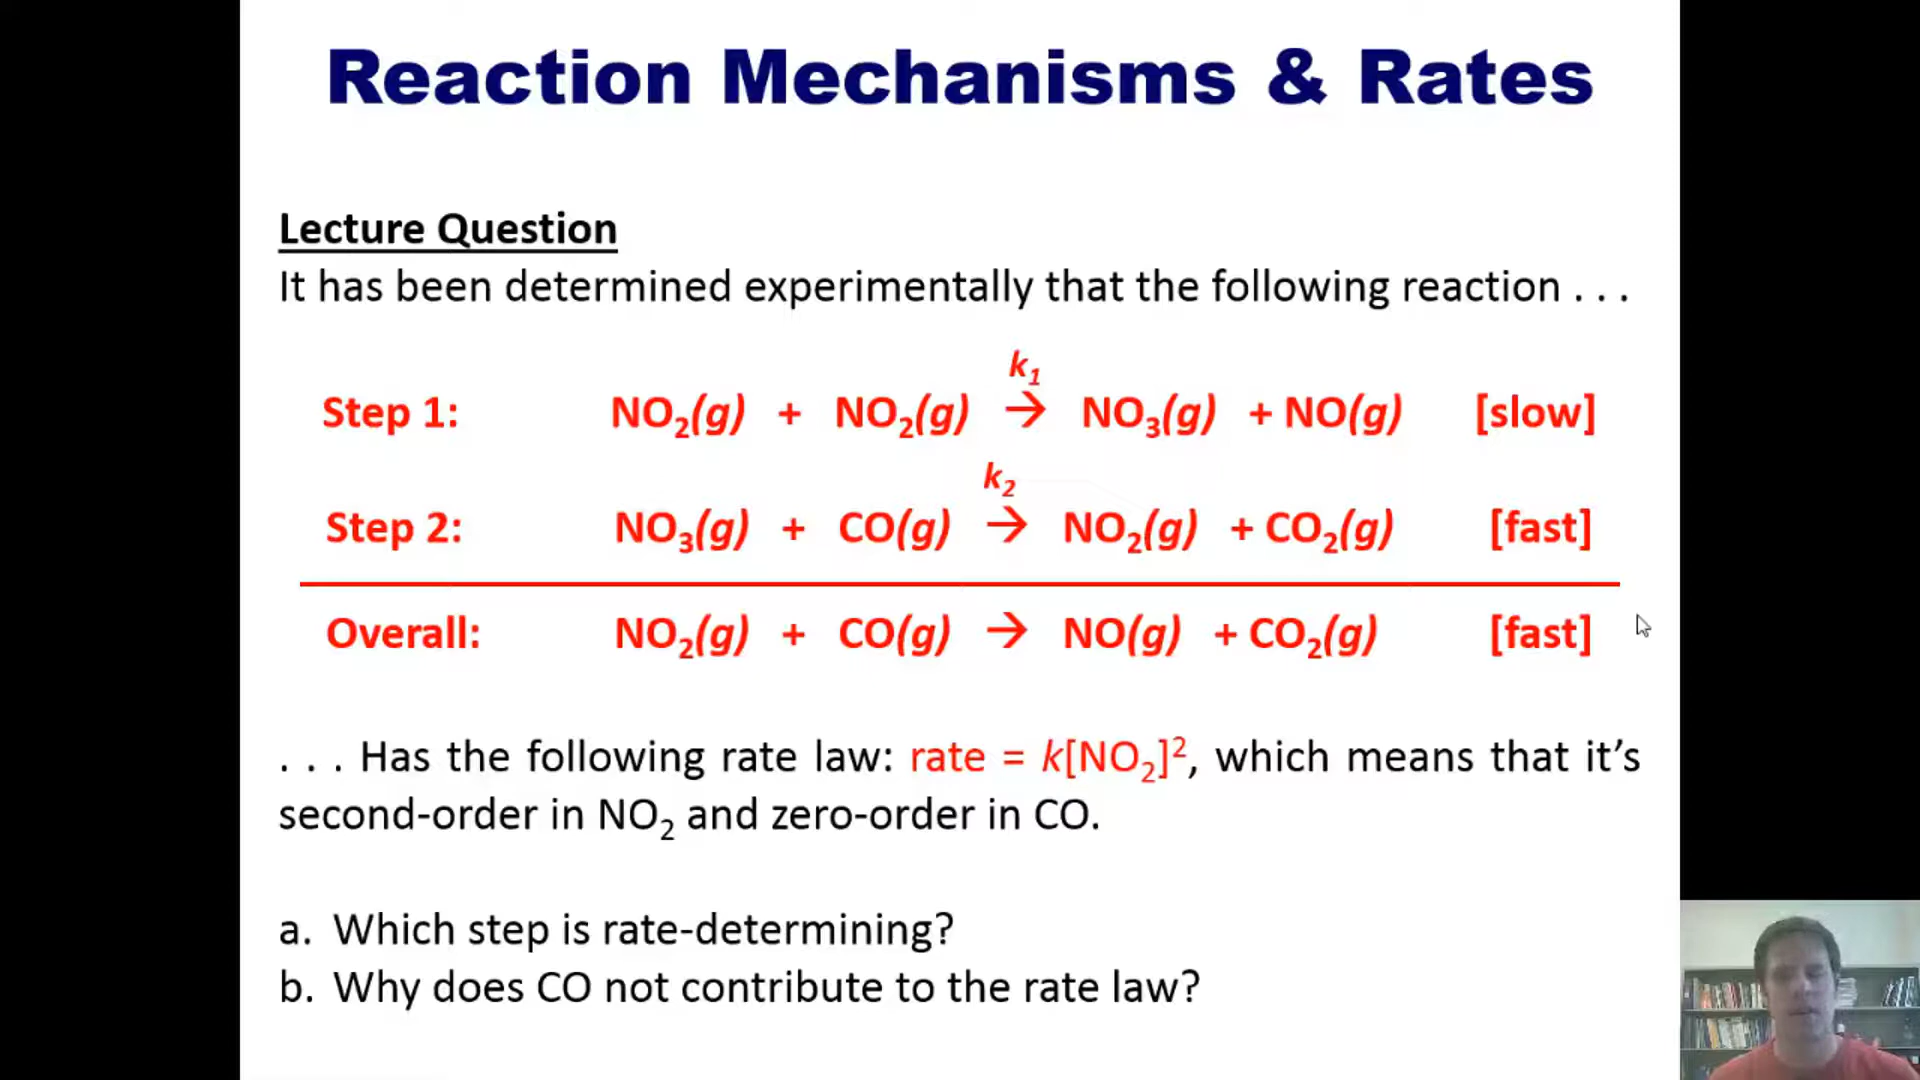 Reaction Mechanisms & Rates
Lecture Question
It has been determined experimentally that the following reaction . . .
k₁
Step 1: NO₂(g) + NO₂(g) → NO₃(g) + NO(g) [slow]
k₂
Step 2: NO₃(g) + CO(g) → NO₂(g) + CO₂(g) [fast]
Overall: NO₂(g) + CO(g) → NO(g) + CO₂(g) [fast]
. . . Has the following rate law: rate = k[NO₂]², which means that it’s
second-order in NO₂ and zero-order in CO.
a. Which step is rate-determining?
b. Why does CO not contribute to the rate law?